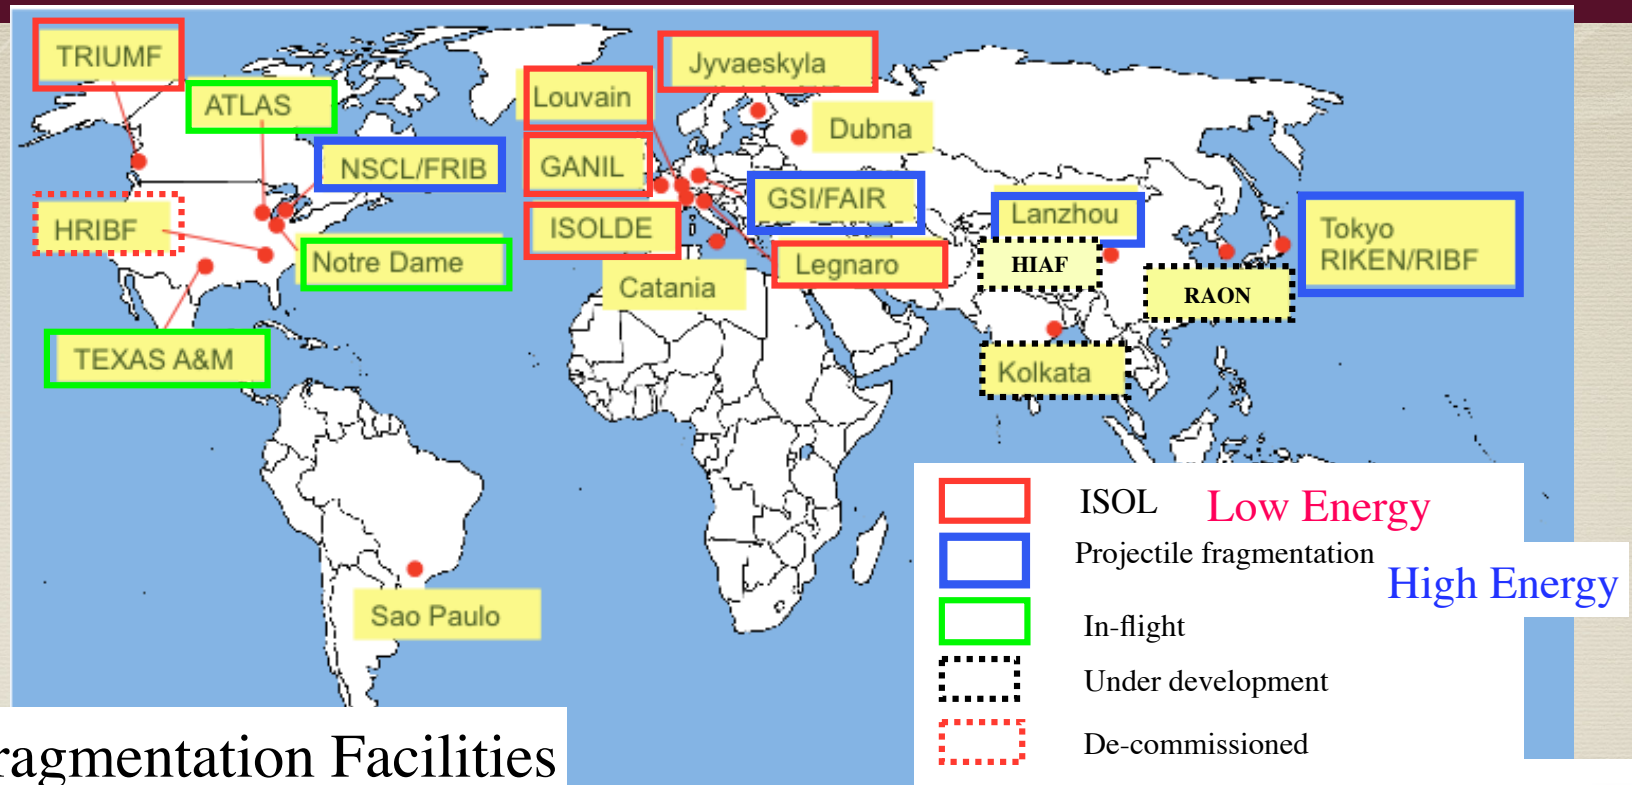 TRIUMF
ATLAS
NSCL/FRIB
HRIBF
Notre Dame
TEXAS A&M
Sao Paulo
Louvain
GANIL
ISOLDE
Jyvaeskyla
Dubna
GSI/FAIR
Legnaro
Catania
Lanzhou
HIAF
RAON
Kolkata
Tokyo
RIKEN/RIBF
ISOL Low Energy
Projectile fragmentation
High Energy
In-flight
Under development
De-commissioned
ragmentation Facilities